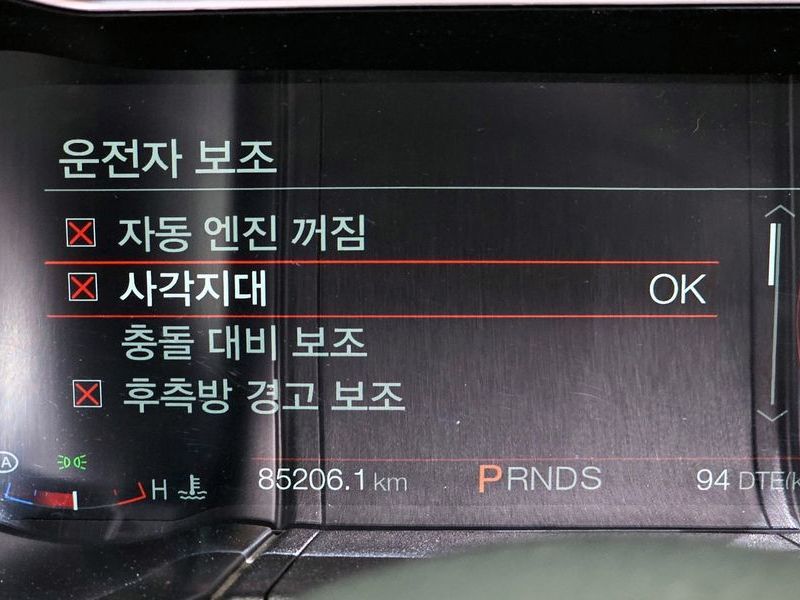 운전자 보조
자동 엔진 꺼짐
사각지대 OK
충돌 대비 보조
후측방 경고 보조
A
H 85206.1 km PRNDS 94 DTE(k